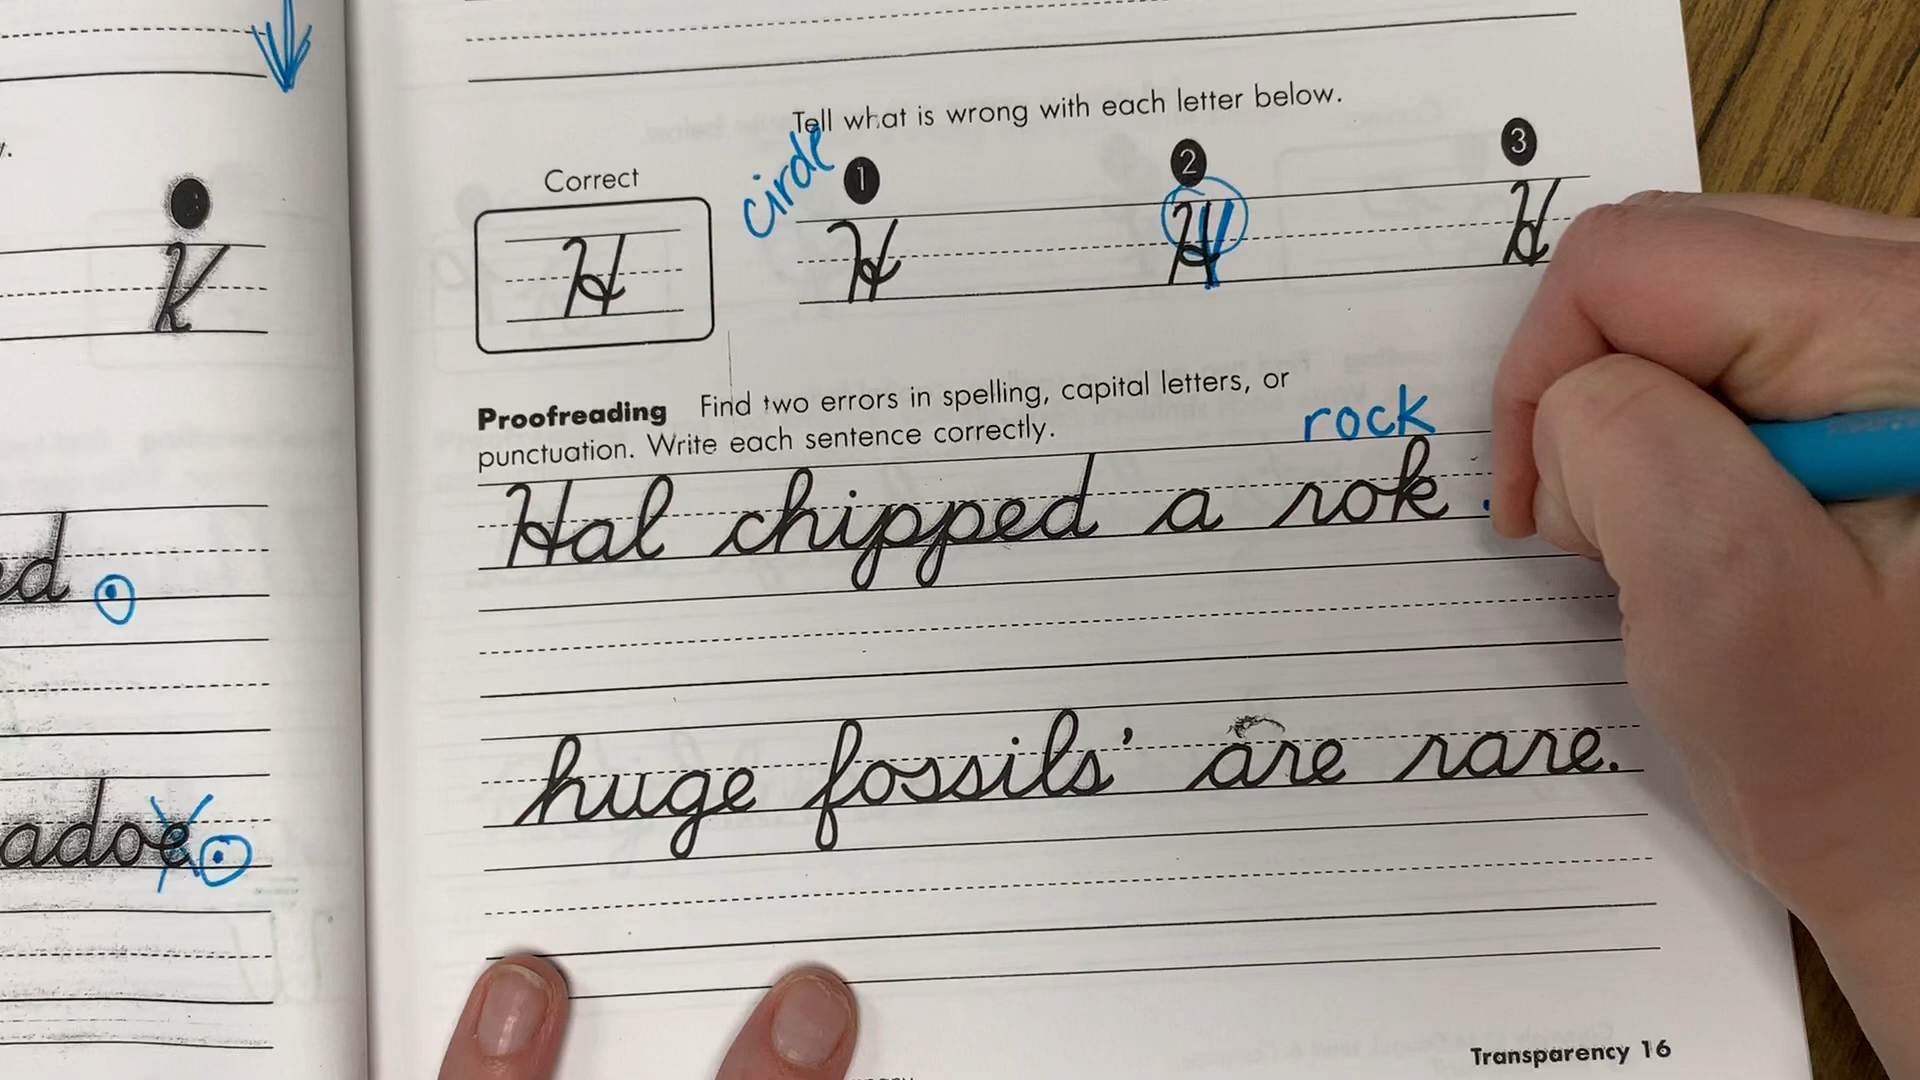 Tell what is wrong with each letter below.
circle
Correct
1
2
3
H
H
H
H
K
Proofreading Find two errors in spelling, capital letters, or
punctuation. Write each sentence correctly.
rock
Hal chipped a rok .
huge fossils' are rare.
Transparency 16